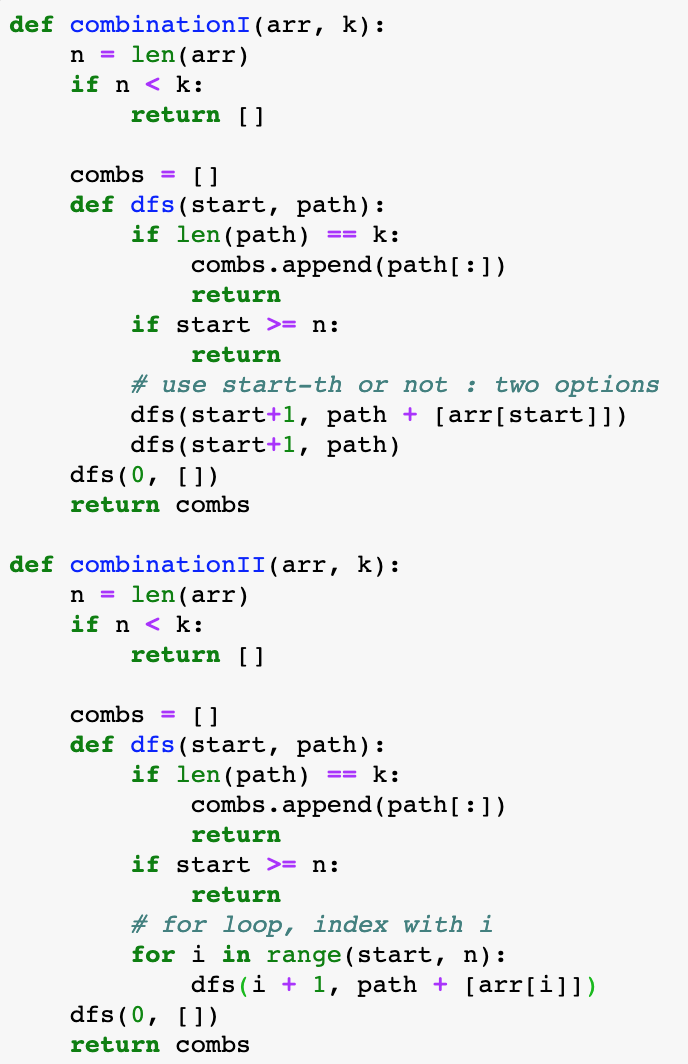 def combinationI(arr, k):
    n = len(arr)
    if n < k:
        return []

    combs = []
    def dfs(start, path):
        if len(path) == k:
            combs.append(path[:])
            return
        if start >= n:
            return
        # use start-th or not : two options
        dfs(start+1, path + [arr[start]])
        dfs(start+1, path)
    dfs(0, [])
    return combs

def combinationII(arr, k):
    n = len(arr)
    if n < k:
        return []

    combs = []
    def dfs(start, path):
        if len(path) == k:
            combs.append(path[:])
            return
        if start >= n:
            return
        # for loop, index with i
        for i in range(start, n):
            dfs(i + 1, path + [arr[i]])
    dfs(0, [])
    return combs